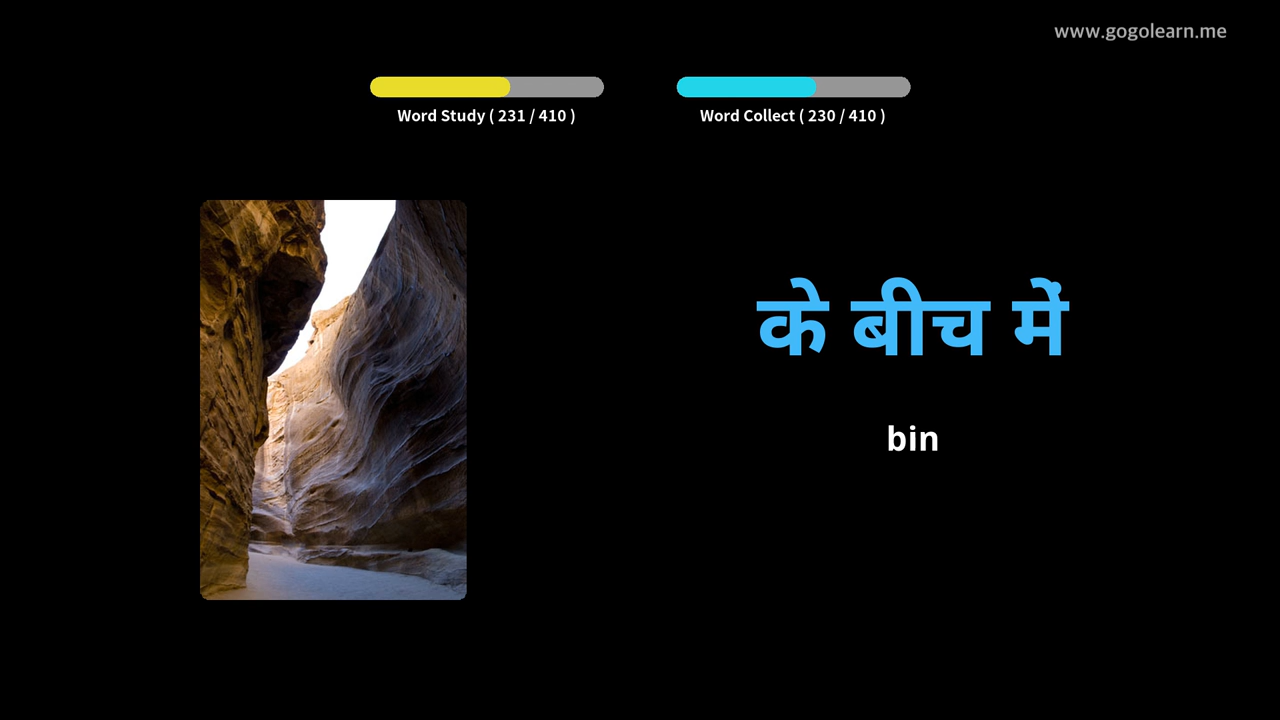 www.gogolearn.me
Word Study ( 231 / 410 )
Word Collect ( 230 / 410 )
के बीच में
bin